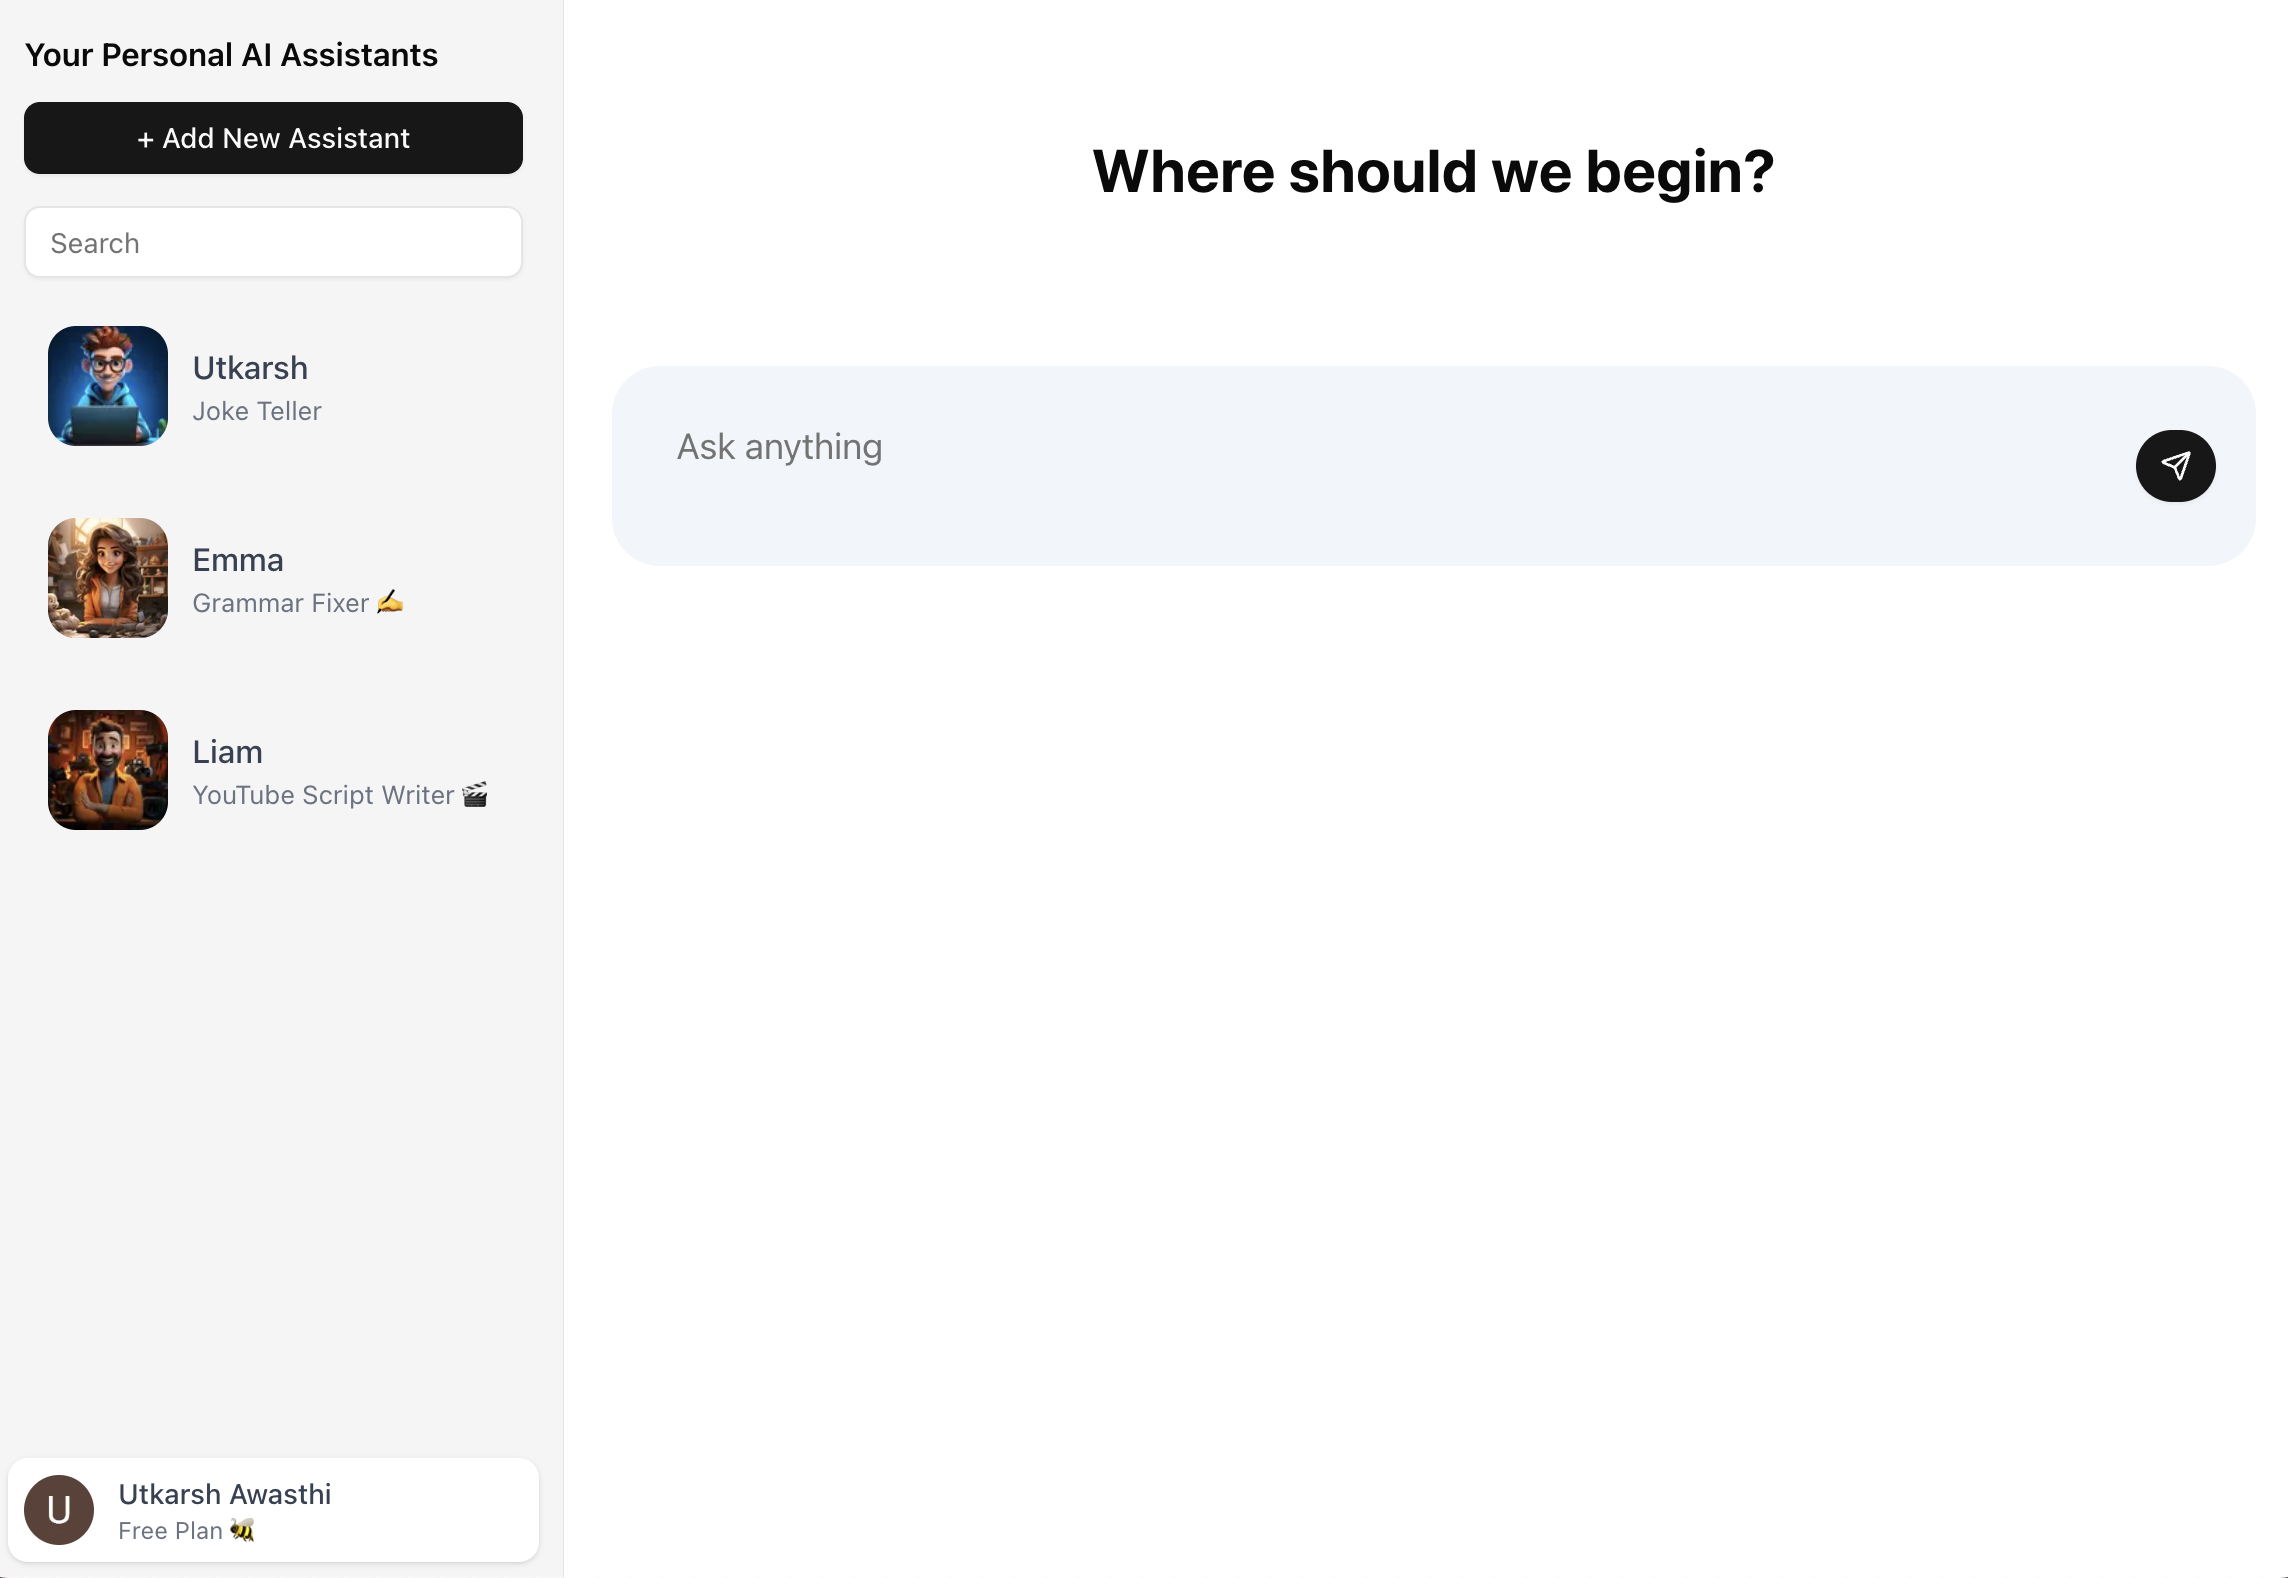 Your Personal AI Assistants
+ Add New Assistant
Search
Utkarsh
Joke Teller
Emma
Grammar Fixer ✍️
Liam
YouTube Script Writer 🎬
U
Utkarsh Awasthi
Free Plan 🐝
Where should we begin?
Ask anything